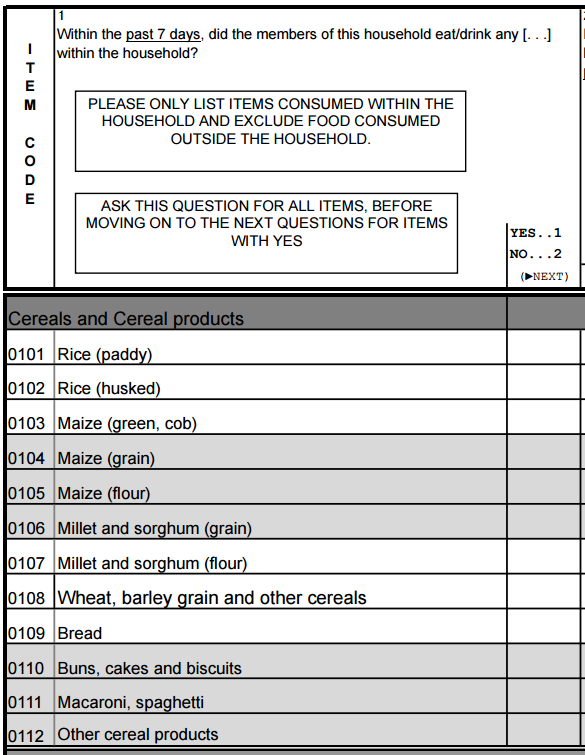 1
Within the past 7 days, did the members of this household eat/drink any [. . .]
within the household?
ITEM CODE
PLEASE ONLY LIST ITEMS CONSUMED WITHIN THE
HOUSEHOLD AND EXCLUDE FOOD CONSUMED
OUTSIDE THE HOUSEHOLD.
ASK THIS QUESTION FOR ALL ITEMS, BEFORE
MOVING ON TO THE NEXT QUESTIONS FOR ITEMS
WITH YES
YES..1
NO...2
(►NEXT)
Cereals and Cereal products
0101 Rice (paddy)
0102 Rice (husked)
0103 Maize (green, cob)
0104 Maize (grain)
0105 Maize (flour)
0106 Millet and sorghum (grain)
0107 Millet and sorghum (flour)
0108 Wheat, barley grain and other cereals
0109 Bread
0110 Buns, cakes and biscuits
0111 Macaroni, spaghetti
0112 Other cereal products